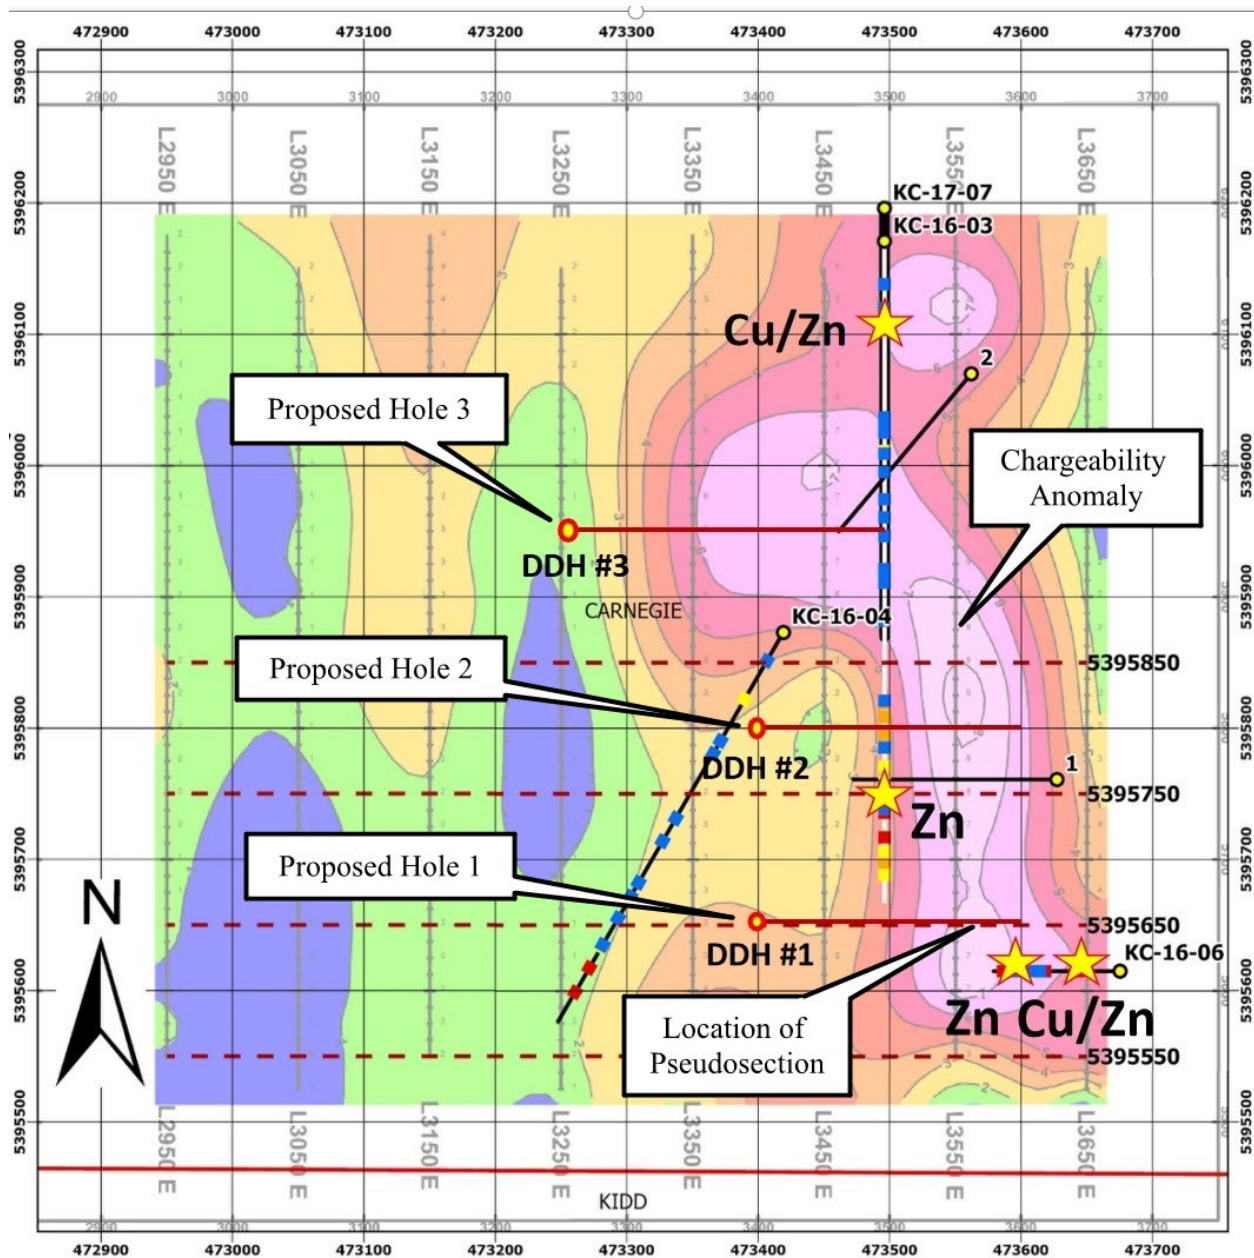 472900 473000 473100 473200 473300 473400 473500 473600 473700
5396300
5396300
2900 3000 3100 3200 3300 3400 3500 3600 3700
L2950 E
L3050 E
L3150 E
L3250 E
L3350 E
L3450 E
L3550 E
L3650 E
5396200
5396200
KC-17-07
KC-16-03
5396100
5396100
Cu/Zn
2
Proposed Hole 3
Chargeability
Anomaly
5396000
5396000
DDH #3
5395900
5395900
CARNEGIE
KC-16-04
Proposed Hole 2
5395850
5395800
5395800
DDH #2
1
5395750
Zn
Proposed Hole 1
5395700
5395700
5395650
DDH #1
KC-16-06
N
5395600
5395600
Zn Cu/Zn
Location of
Pseudosection
5395550
5395500
5395500
L2950 E
L3050 E
L3150 E
L3250 E
L3350 E
L3450 E
L3550 E
L3650 E
KIDD
2900 3000 3100 3200 3300 3400 3500 3600 3700
472900 473000 473100 473200 473300 473400 473500 473600 473700